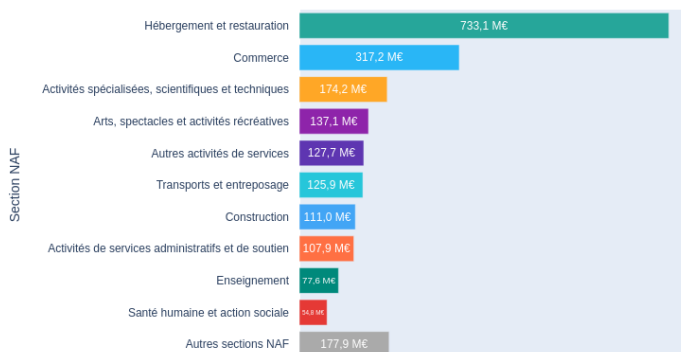 Section NAF
Hébergement et restauration 733,1 M€
Commerce 317,2 M€
Activités spécialisées, scientifiques et techniques 174,2 M€
Arts, spectacles et activités récréatives 137,1 M€
Autres activités de services 127,7 M€
Transports et entreposage 125,9 M€
Construction 111,0 M€
Activités de services administratifs et de soutien 107,9 M€
Enseignement 77,6 M€
Santé humaine et action sociale 54,8 M€
Autres sections NAF 177,9 M€